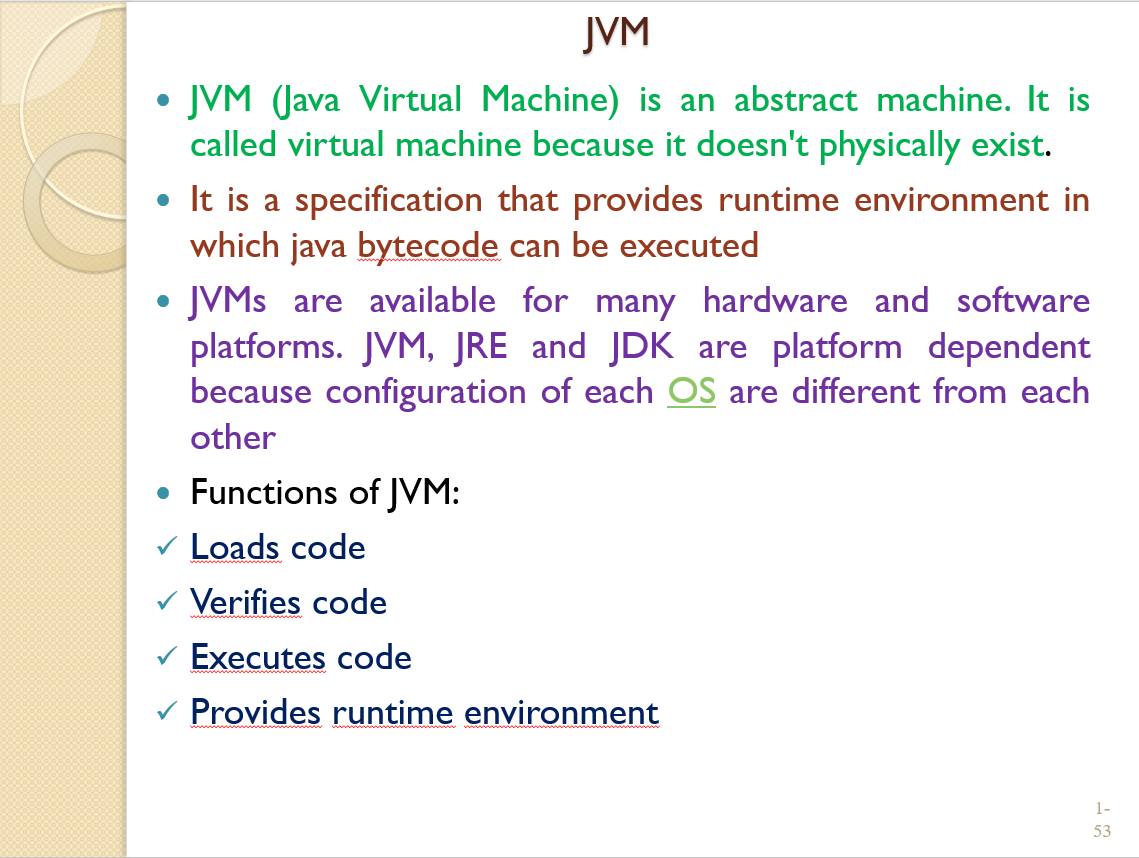 JVM
• JVM (Java Virtual Machine) is an abstract machine. It is
called virtual machine because it doesn't physically exist.
• It is a specification that provides runtime environment in
which java bytecode can be executed
• JVMs are available for many hardware and software
platforms. JVM, JRE and JDK are platform dependent
because configuration of each OS are different from each
other
• Functions of JVM:
✓ Loads code
✓ Verifies code
✓ Executes code
✓ Provides runtime environment
1-
53